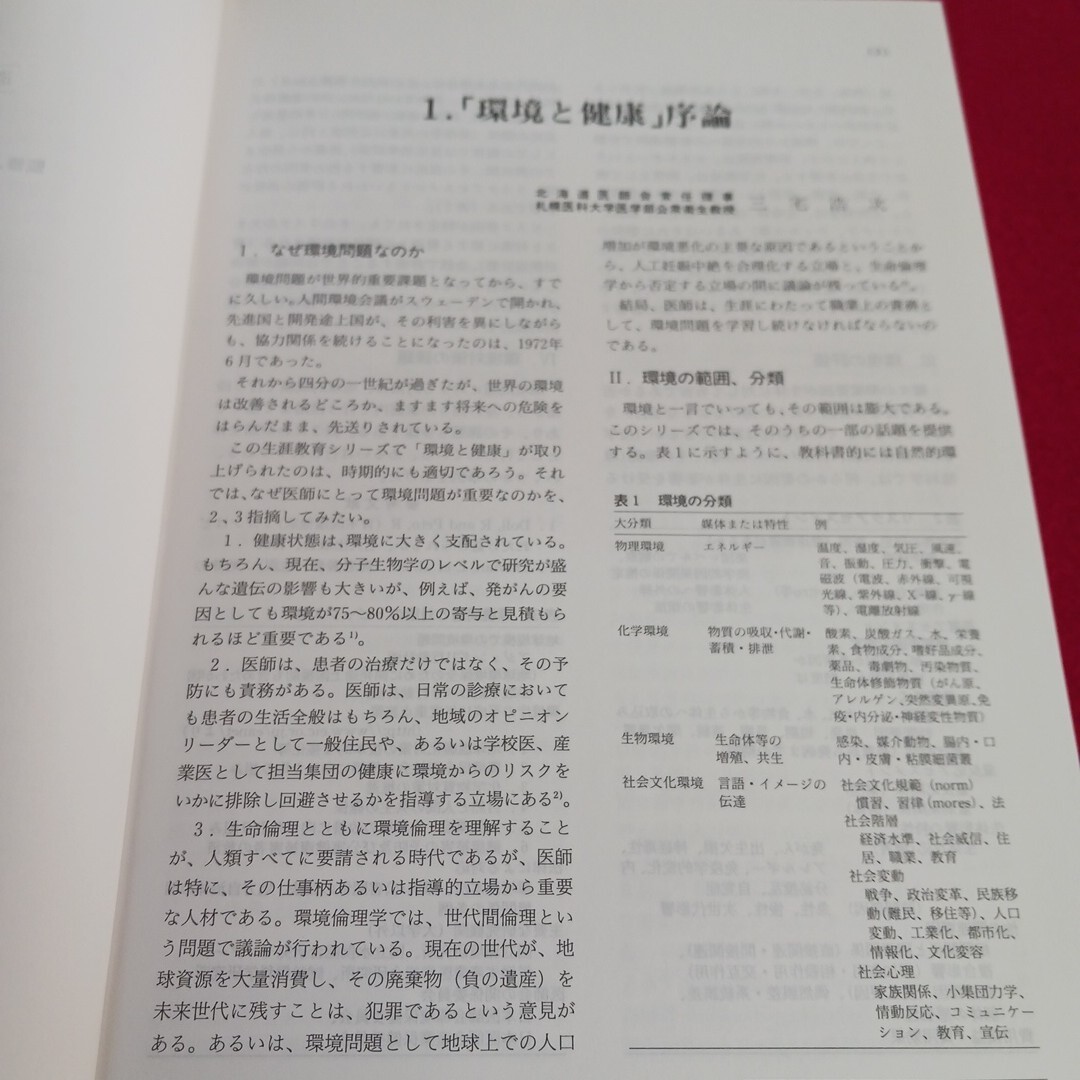 1.「環境と健康」序論
北海道医師会常任理事
札幌医科大学医学部公衆衛生教授 三宅浩次
I．なぜ環境問題なのか
環境問題が世界的重要課題となってから、すで
に久しい。人間環境会議がスウェーデンで開かれ、
先進国と開発途上国が、その利害を異にしながら
も、協力関係を続けることになったのは、1972年
6月であった。
それから四分の一世紀が過ぎたが、世界の環境
は改善されるどころか、ますます将来への危険を
はらんだまま、先送りされている。
この生涯教育シリーズで「環境と健康」が取り
上げられたのは、時期的にも適切であろう。それ
では、なぜ医師にとって環境問題が重要なのかを、
2、3指摘してみたい。
1．健康状態は、環境に大きく支配されている。
もちろん、現在、分子生物学のレベルで研究が盛
んな遺伝の影響も大きいが、例えば、発がんの要
因としても環境が75〜80％以上の寄与と見積もら
れるほど重要である1)。
2．医師は、患者の治療だけではなく、その予
防にも責務がある。医師は、日常の診療において
も患者の生活全般はもちろん、地域のオピニオン
リーダーとして一般住民や、あるいは学校医、産
業医として担当集団の健康に環境からのリスクを
いかに排除し回避させるかを指導する立場にある2)。
3．生命倫理とともに環境倫理を理解すること
が、人類すべてに要請される時代であるが、医師
は特に、その仕事柄あるいは指導的立場から重要
な人材である。環境倫理学では、世代間倫理とい
う問題で議論が行われている。現在の世代が、地
球資源を大量消費し、その廃棄物（負の遺産）を
未来世代に残すことは、犯罪であるという意見が
ある。あるいは、環境問題として地球上での人口
増加が環境悪化の主要な原因であるということか
ら、人工妊娠中絶を合理化する立場と、生命倫理
学から否定する立場の間に議論が残っている
結局、医師は、生涯にわたって職業上の責務と
して、環境問題を学習し続けなければならないの
である。
II．環境の範囲、分類
環境と一言でいっても、その範囲は膨大である。
このシリーズでは、そのうちの一部の話題を提供
する。表1に示すように、教科書的には自然的環
表1　環境の分類
大分類　媒体または特性　例
物理環境　エネルギー　温度、湿度、気圧、風速、
音、振動、圧力、衝撃、電
磁波（電波、赤外線、可視
光線、紫外線、X-線、γ-線
等）、電離放射線
化学環境　物質の吸収・代謝・　酸素、炭酸ガス、水、栄養
蓄積・排泄　素、食物成分、嗜好品成分、
薬品、毒劇物、汚染物質、
生命体修飾物質（がん原、
アレルゲン、突然変異原、免
疫・内分泌・神経変性物質）
生物環境　生命体等の　感染、媒介動物、腸内・口
増殖、共生　内・皮膚・粘膜細菌叢
社会文化環境　言語・イメージの　社会文化規範（norm）
伝達　慣習、習律（mores）、法
社会階層
経済水準、社会威信、住
居、職業、教育
社会変動
戦争、政治変革、民族移
動（難民、移住等）、人口
変動、工業化、都市化、
情報化、文化変容
社会心理
家族関係、小集団力学、
情動反応、コミュニケー
ション、教育、宣伝